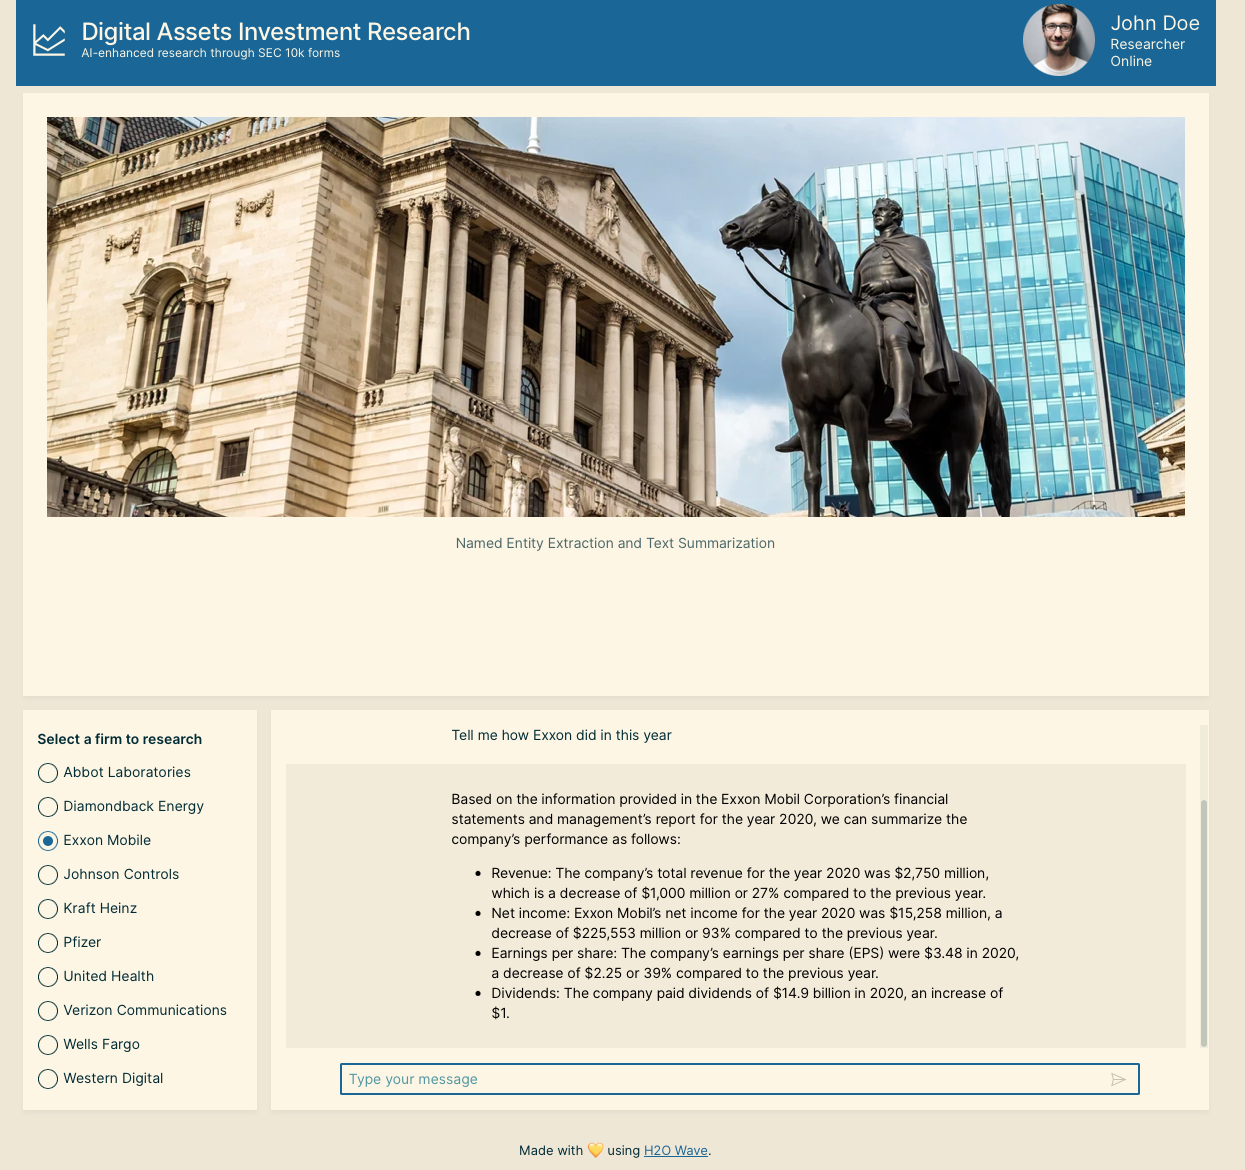 Digital Assets Investment Research
AI-enhanced research through SEC 10k forms
John Doe
Researcher
Online
Named Entity Extraction and Text Summarization
Select a firm to research
Abbot Laboratories
Diamondback Energy
Exxon Mobile
Johnson Controls
Kraft Heinz
Pfizer
United Health
Verizon Communications
Wells Fargo
Western Digital
Tell me how Exxon did in this year
Based on the information provided in the Exxon Mobil Corporation's financial
statements and management's report for the year 2020, we can summarize the
company's performance as follows:
• Revenue: The company's total revenue for the year 2020 was $2,750 million,
which is a decrease of $1,000 million or 27% compared to the previous year.
• Net income: Exxon Mobil's net income for the year 2020 was $15,258 million, a
decrease of $225,553 million or 93% compared to the previous year.
• Earnings per share: The company's earnings per share (EPS) were $3.48 in 2020,
a decrease of $2.25 or 39% compared to the previous year.
• Dividends: The company paid dividends of $14.9 billion in 2020, an increase of
$1.
Type your message
Made with 💛 using H2O Wave.